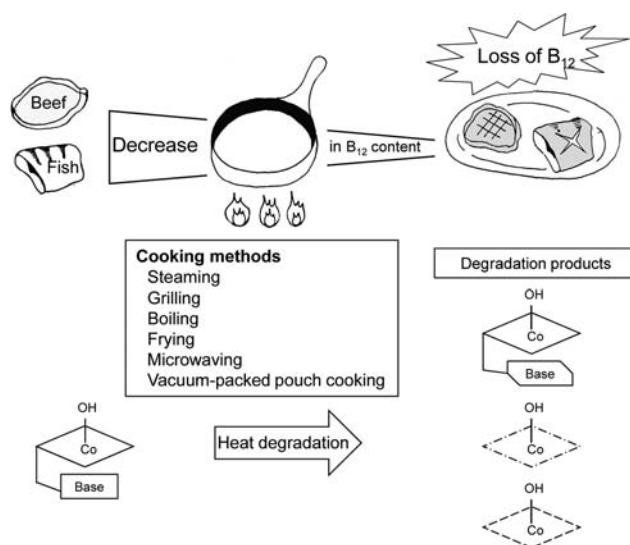 Loss of B12
Beef
Fish
Decrease
in B12 content
Cooking methods
Steaming
Grilling
Boiling
Frying
Microwaving
Vacuum-packed pouch cooking
Degradation products
OH
Co
Base
OH
Co
Base
Heat degradation
OH
Co
OH
Co